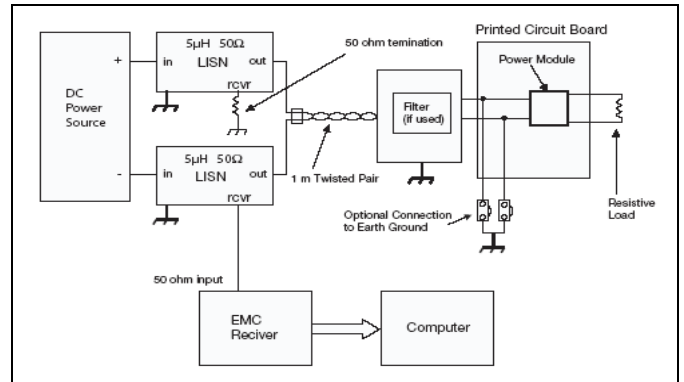 Printed Circuit Board
50 ohm temination
Power Module
5µH 50Ω
in LISN out
rcvr
+
DC
Power
Source
-
Filter
(if used)
5µH 50Ω
in LISN out
rcvr
1 m Twisted Pair
Optional Connection
to Earth Ground
Resistive
Load
50 ohm input
EMC
Reciver
Computer